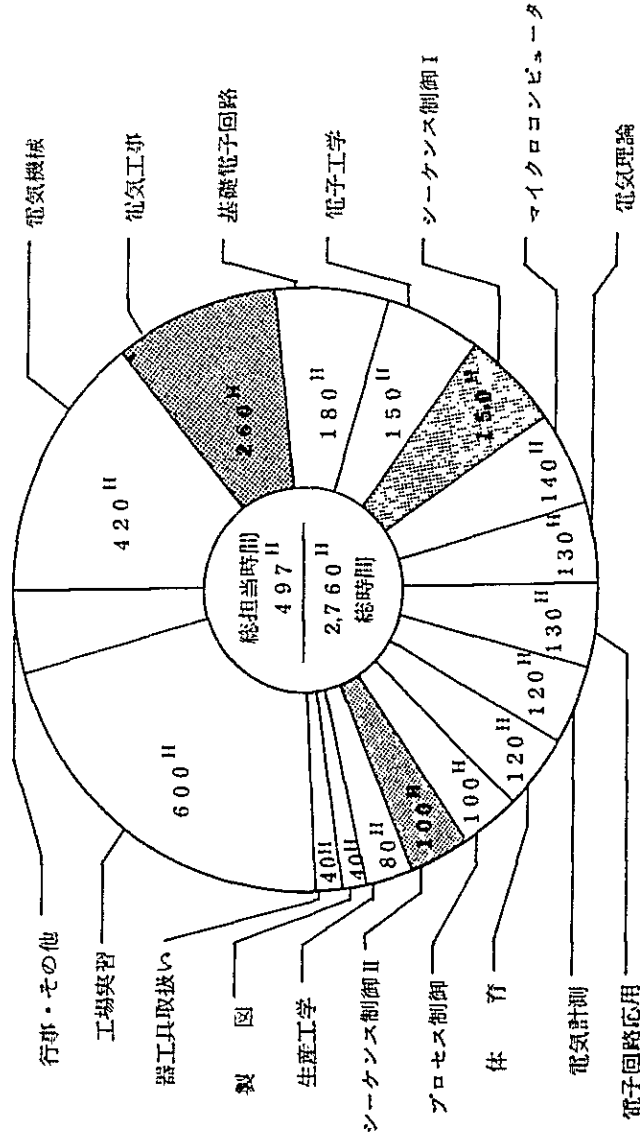 電気機械
電気工事
基礎電子回路
電子工学
シーケンス制御Ⅰ
マイクロコンピュータ
電気理論
420H
260H
180H
150H
150H
140H
130H
130H
120H
120H
100H
100H
80H
40H
40H
600H
総担当時間
497H
2,760H
総時間
行事・その他
工場実習
器工具取扱い
製 図
生産工学
シーケンス制御Ⅱ
プロセス制御
体 育
電気計測
電子回路応用